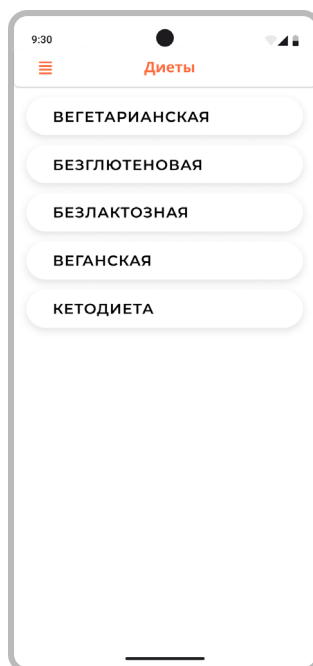 9:30
Диеты
ВЕГЕТАРИАНСКАЯ
БЕЗГЛЮТЕНОВАЯ
БЕЗЛАКТОЗНАЯ
ВЕГАНСКАЯ
КЕТОДИЕТА